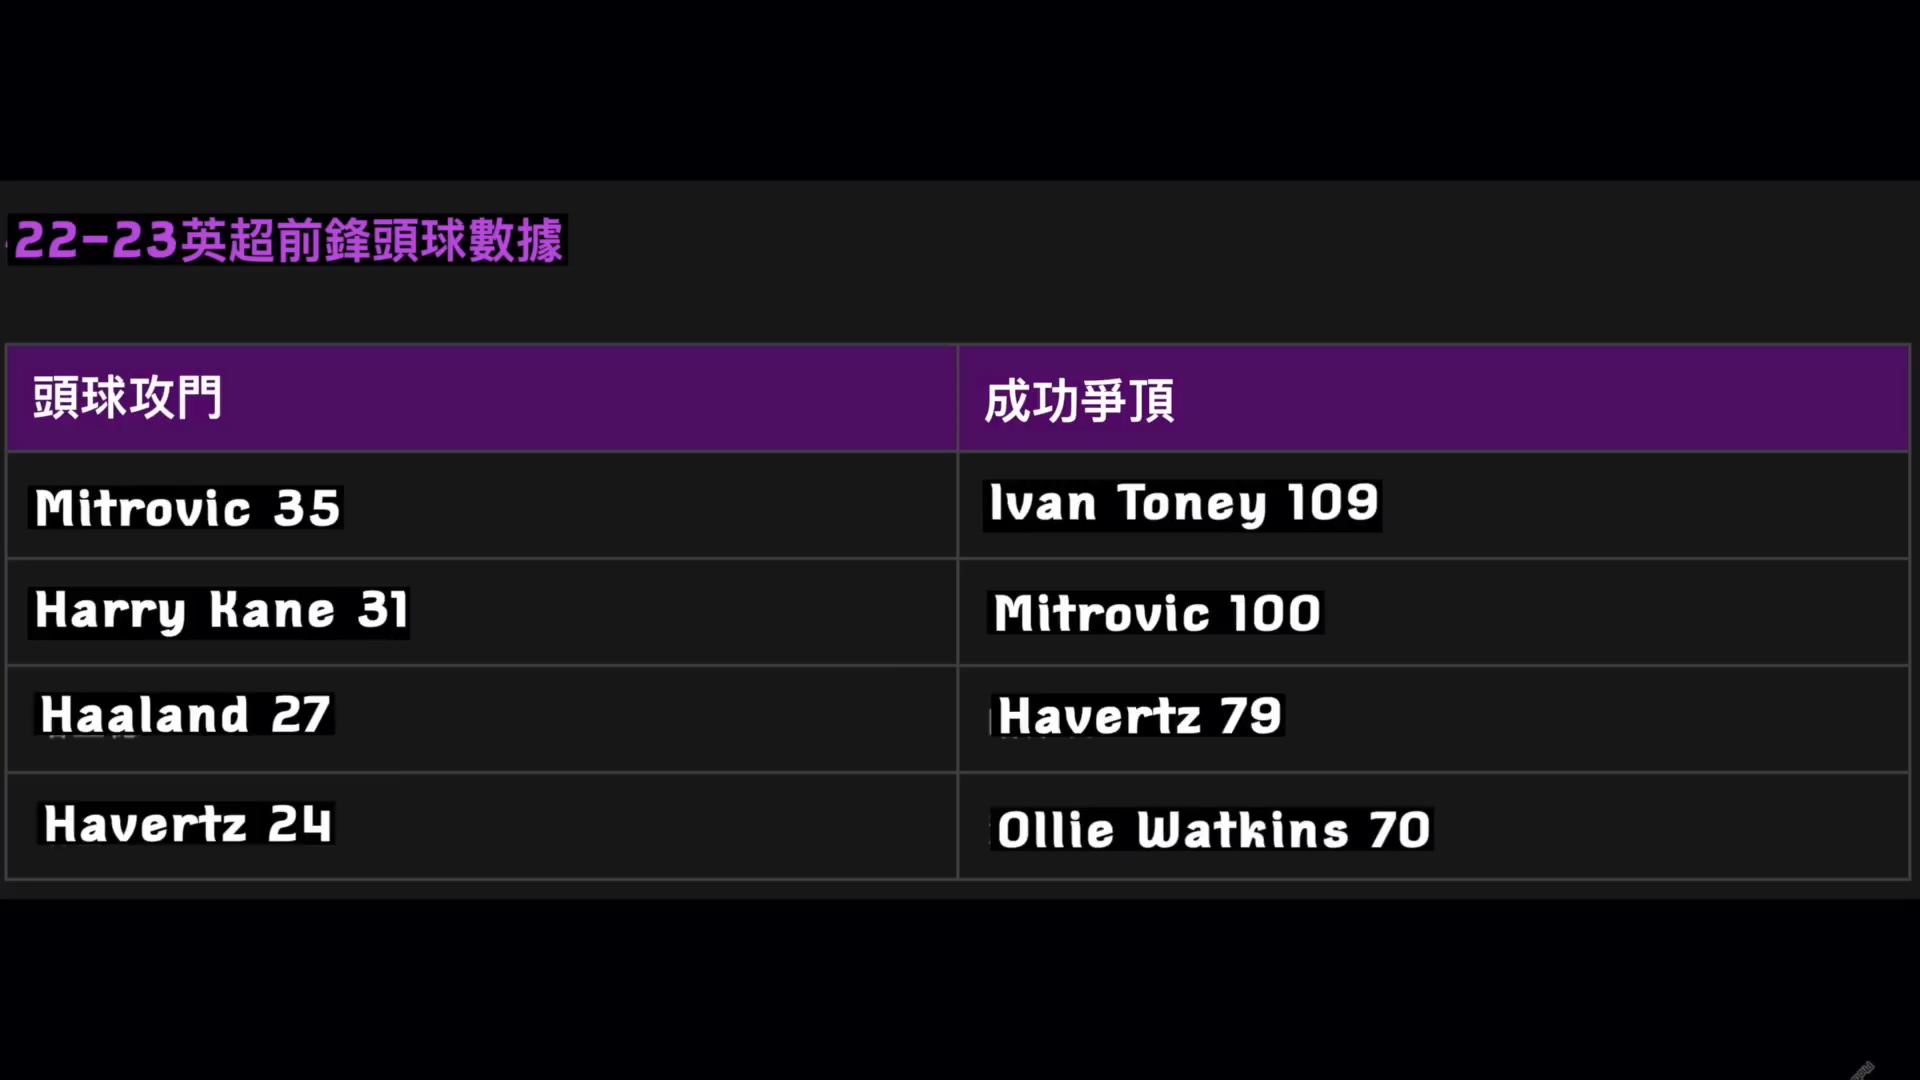 22-23英超前鋒頭球數據
頭球攻門 成功爭頂
Mitrovic 35 Ivan Toney 109
Harry Kane 31 Mitrovic 100
Haaland 27 Havertz 79
Havertz 24 Ollie Watkins 70